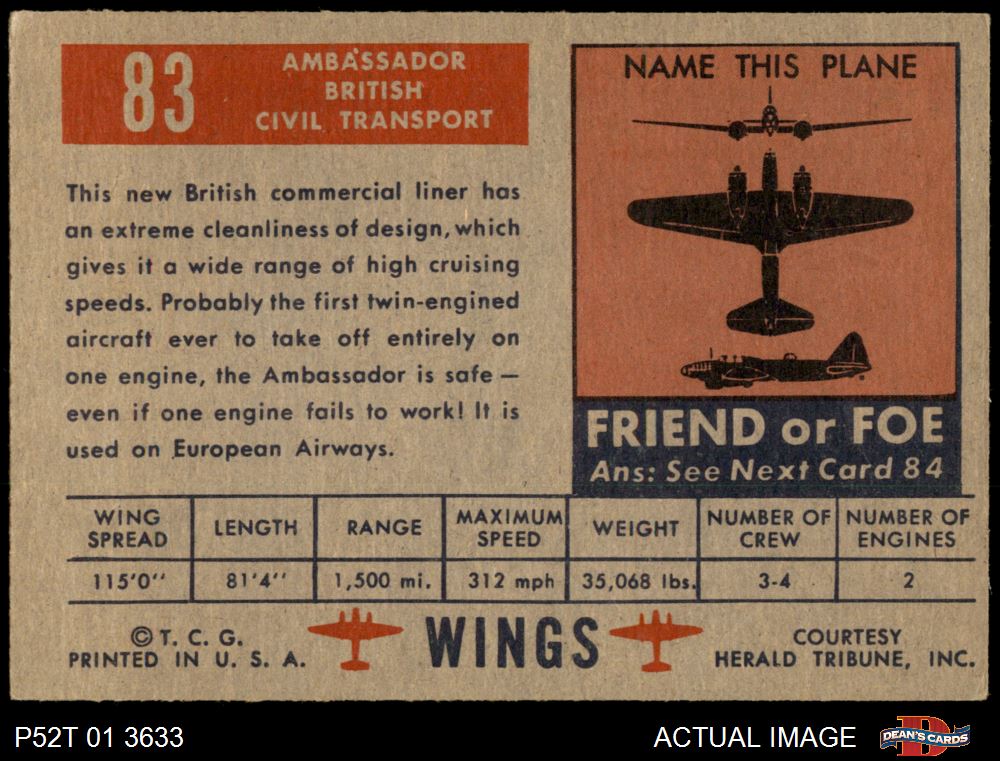 83
AMBASSADOR
BRITISH
CIVIL TRANSPORT
This new British commercial liner has
an extreme cleanliness of design, which
gives it a wide range of high cruising
speeds. Probably the first twin-engined
aircraft ever to take off entirely on
one engine, the Ambassador is safe —
even if one engine fails to work! It is
used on European Airways.
NAME THIS PLANE
FRIEND or FOE
Ans: See Next Card 84
WING SPREAD
LENGTH
RANGE
MAXIMUM SPEED
WEIGHT
NUMBER OF CREW
NUMBER OF ENGINES
115'0'' 81'4'' 1,500 mi. 312 mph 35,068 lbs. 3-4 2
© T. C. G.
PRINTED IN U. S. A.
WINGS
COURTESY
HERALD TRIBUNE, INC.
P52T 01 3633
ACTUAL IMAGE
D
DEAN'S CARDS